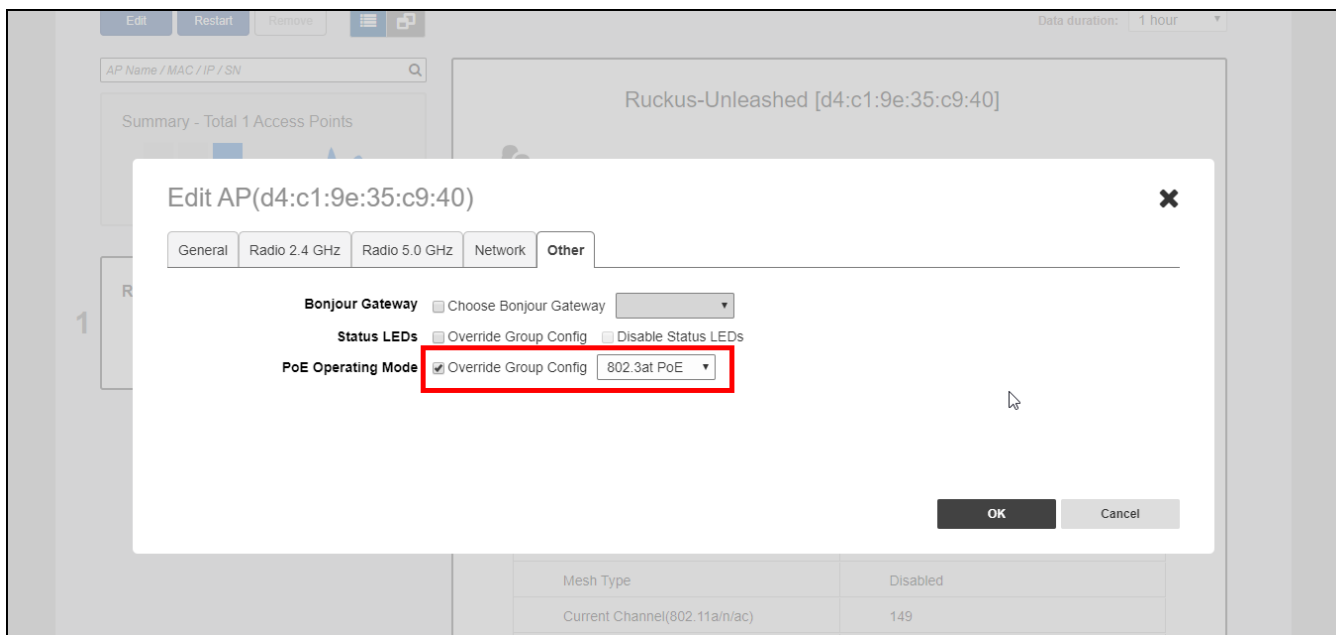 Edit Restart Remove Data duration: 1 hour
AP Name / MAC / IP / SN
Ruckus-Unleashed [d4:c1:9e:35:c9:40]
Summary - Total 1 Access Points
Edit AP(d4:c1:9e:35:c9:40)
General Radio 2.4 GHz Radio 5.0 GHz Network Other
R
Bonjour Gateway Choose Bonjour Gateway
1
Status LEDs Override Group Config Disable Status LEDs
PoE Operating Mode Override Group Config 802.3at PoE
OK Cancel
Mesh Type Disabled
Current Channel(802.11a/n/ac) 149